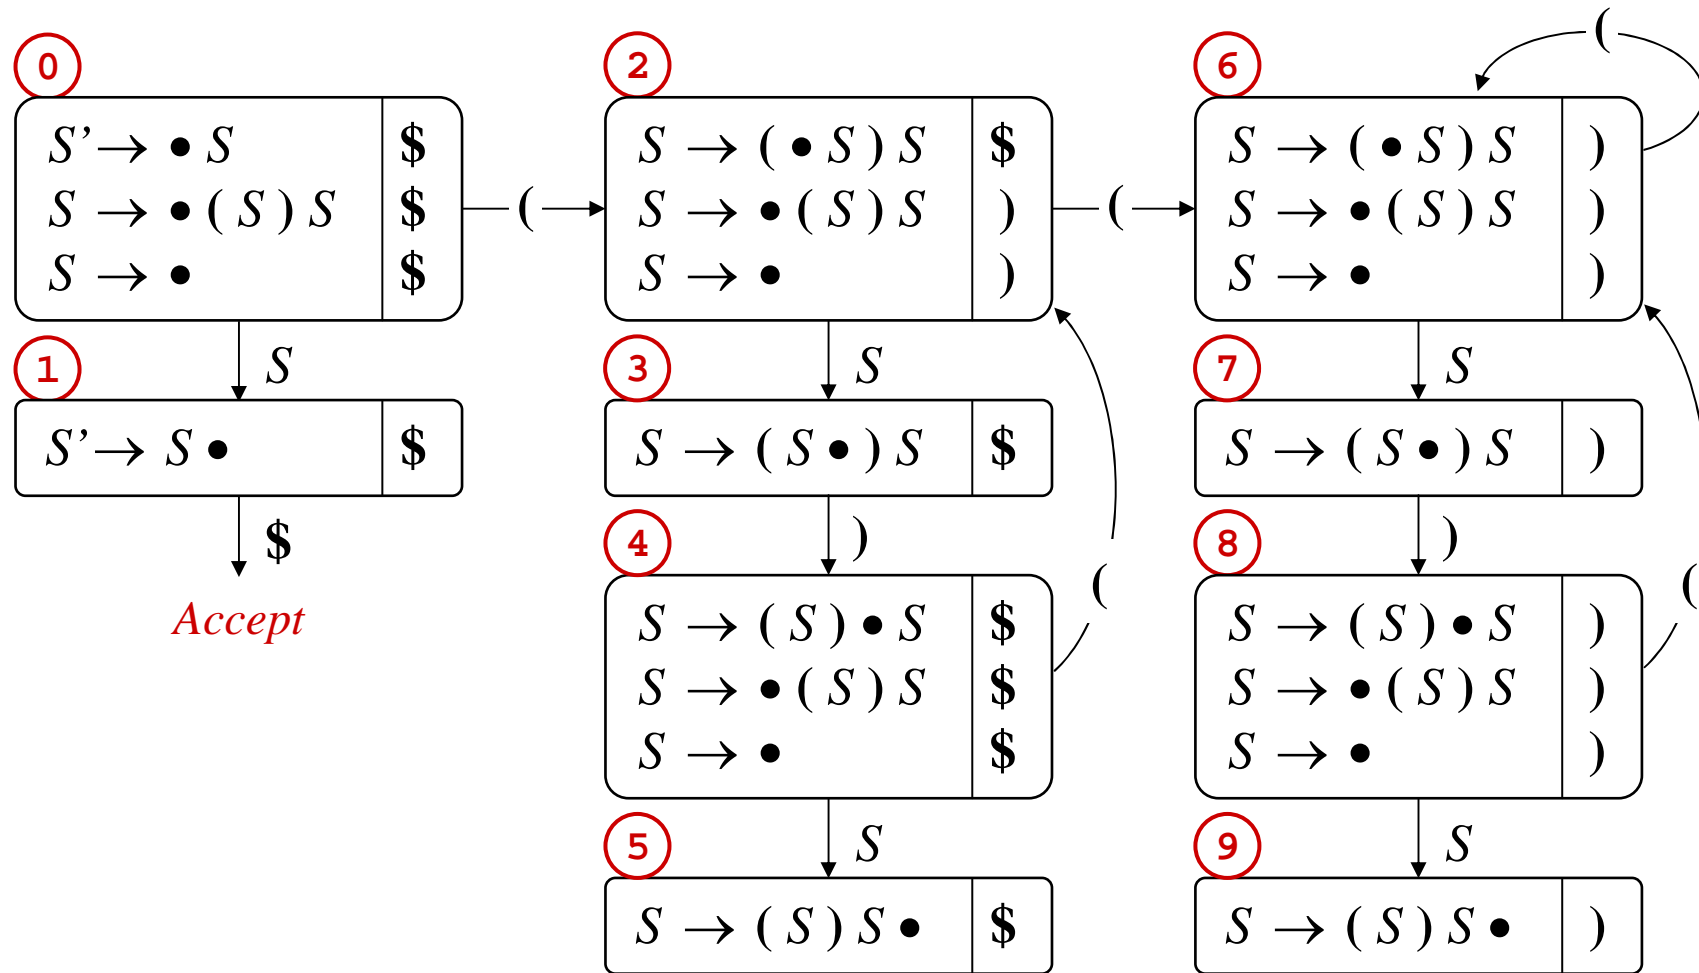 0
S’ → • S $
S → • ( S ) S $
S → • $
(
S
1
S’ → S • $
$
Accept
2
S → ( • S ) S $
S → • ( S ) S )
S → • )
(
S
3
S → ( S • ) S $
)
4
S → ( S ) • S $
S → • ( S ) S $
S → • $
(
S
5
S → ( S ) S • $
6
(
S → ( • S ) S )
S → • ( S ) S )
S → • )
S
7
S → ( S • ) S )
)
8
S → ( S ) • S )
S → • ( S ) S )
S → • )
(
S
9
S → ( S ) S • )